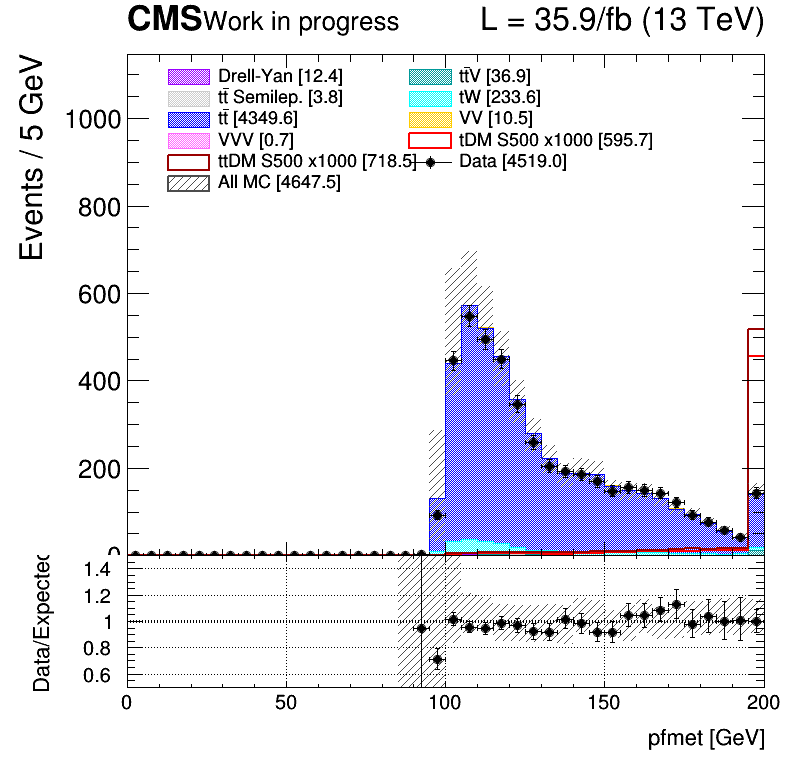 CMS Work in progress L = 35.9/fb (13 TeV)
Events / 5 GeV
Drell-Yan [12.4] tt̄V [36.9]
tt̄ Semilep. [3.8] tW [233.6]
tt̄ [4349.6] VV [10.5]
VVV [0.7] tDM S500 x1000 [595.7]
ttDM S500 x1000 [718.5] Data [4519.0]
All MC [4647.5]
1000
800
600
400
200
0
Data/Expected
1.4
1.2
1
0.8
0.6
0 50 100 150 200
pfmet [GeV]